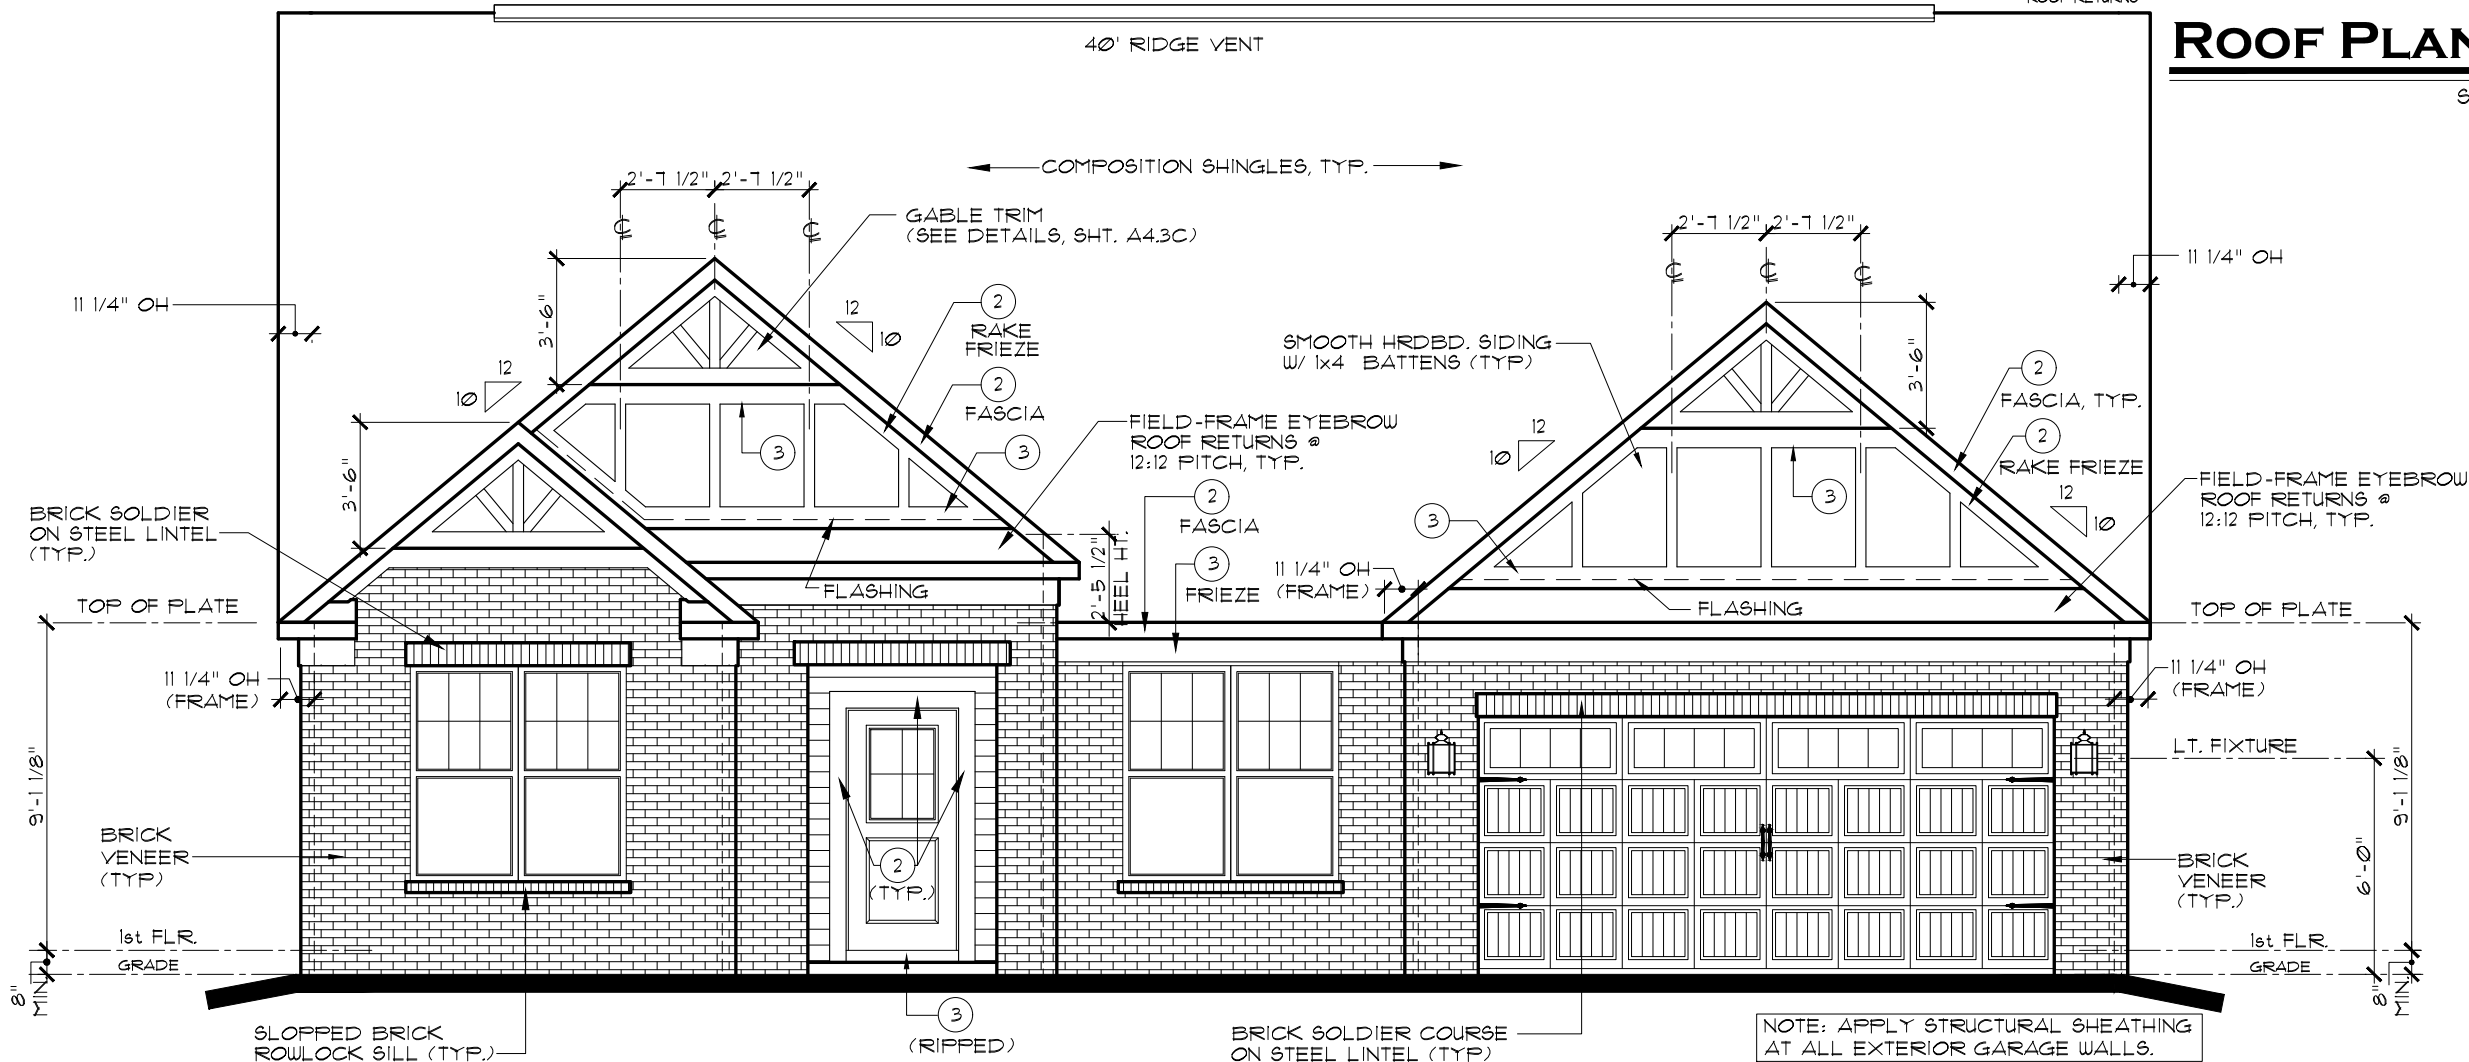 ROOF RETURNS
ROOF PLAN
S
40' RIDGE VENT
COMPOSITION SHINGLES, TYP.
2'-7 1/2" 2'-7 1/2"
GABLE TRIM
(SEE DETAILS, SHT. A4.3C)
2'-7 1/2" 2'-7 1/2"
11 1/4" OH
11 1/4" OH
3'-6"
12
10
2
RAKE
FRIEZE
SMOOTH HRDBD. SIDING
W/ 1x4 BATTENS (TYP)
3'-6"
2
FASCIA, TYP.
12
10
2
FASCIA
3
3
FIELD-FRAME EYEBROW
ROOF RETURNS @
12:12 PITCH, TYP.
12
10
2
RAKE FRIEZE
3
FIELD-FRAME EYEBROW
ROOF RETURNS @
12:12 PITCH, TYP.
12
10
3'-6"
BRICK SOLDIER
ON STEEL LINTEL
(TYP.)
2
FASCIA
3
2'-5 1/2"
HEEL HT.
3
FRIEZE
11 1/4" OH
(FRAME)
FLASHING
FLASHING
TOP OF PLATE
TOP OF PLATE
11 1/4" OH
(FRAME)
11 1/4" OH
(FRAME)
LT. FIXTURE
9'-1 1/8"
9'-1 1/8"
6'-0"
BRICK
VENEER
(TYP)
2
(TYP.)
BRICK
VENEER
(TYP.)
1st FLR.
GRADE
1st FLR.
GRADE
8"
MIN.
8"
MIN.
SLOPPED BRICK
ROWLOCK SILL (TYP.)
3
(RIPPED)
BRICK SOLDIER COURSE
ON STEEL LINTEL (TYP)
NOTE: APPLY STRUCTURAL SHEATHING
AT ALL EXTERIOR GARAGE WALLS.